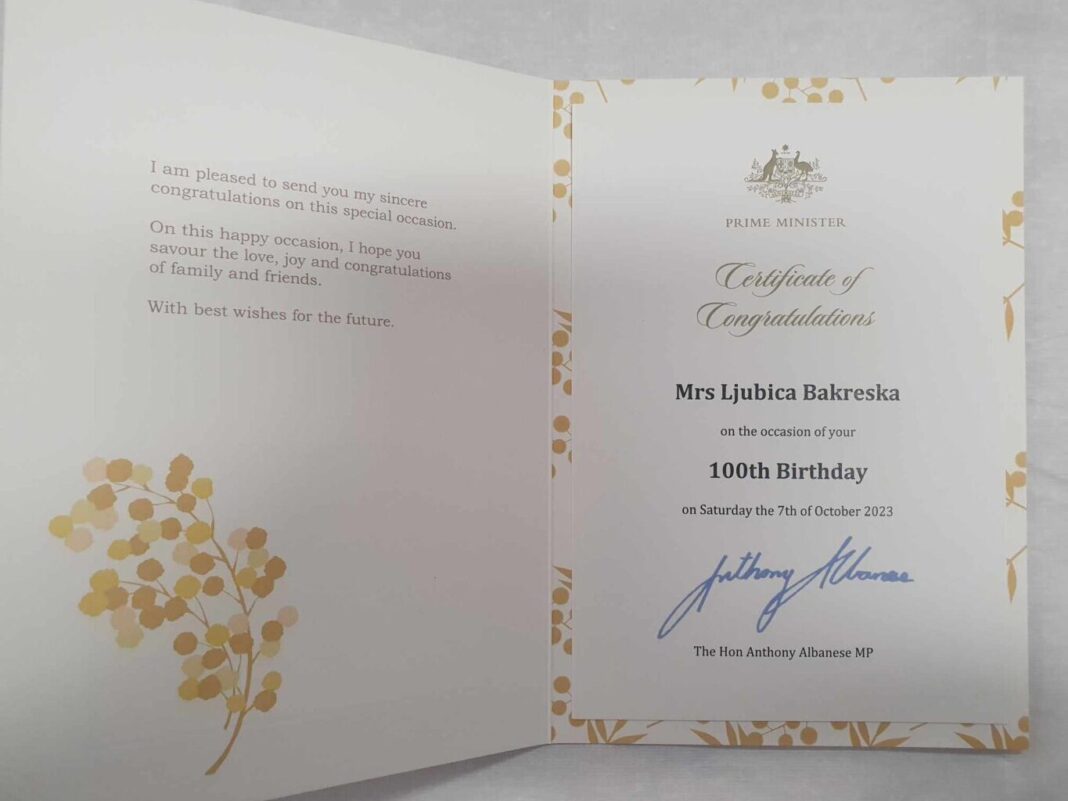 I am pleased to send you my sincere
congratulations on this special occasion.
On this happy occasion, I hope you
savour the love, joy and congratulations
of family and friends.
With best wishes for the future.
PRIME MINISTER
Certificate of
Congratulations
Mrs Ljubica Bakreska
on the occasion of your
100th Birthday
on Saturday the 7th of October 2023
Anthony Albanese
The Hon Anthony Albanese MP